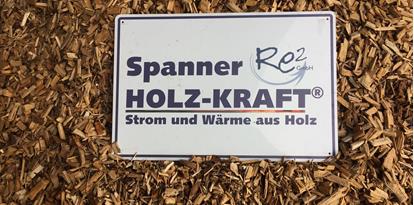 Spanner Re²
GmbH
HOLZ-KRAFT®
Strom und Wärme aus Holz